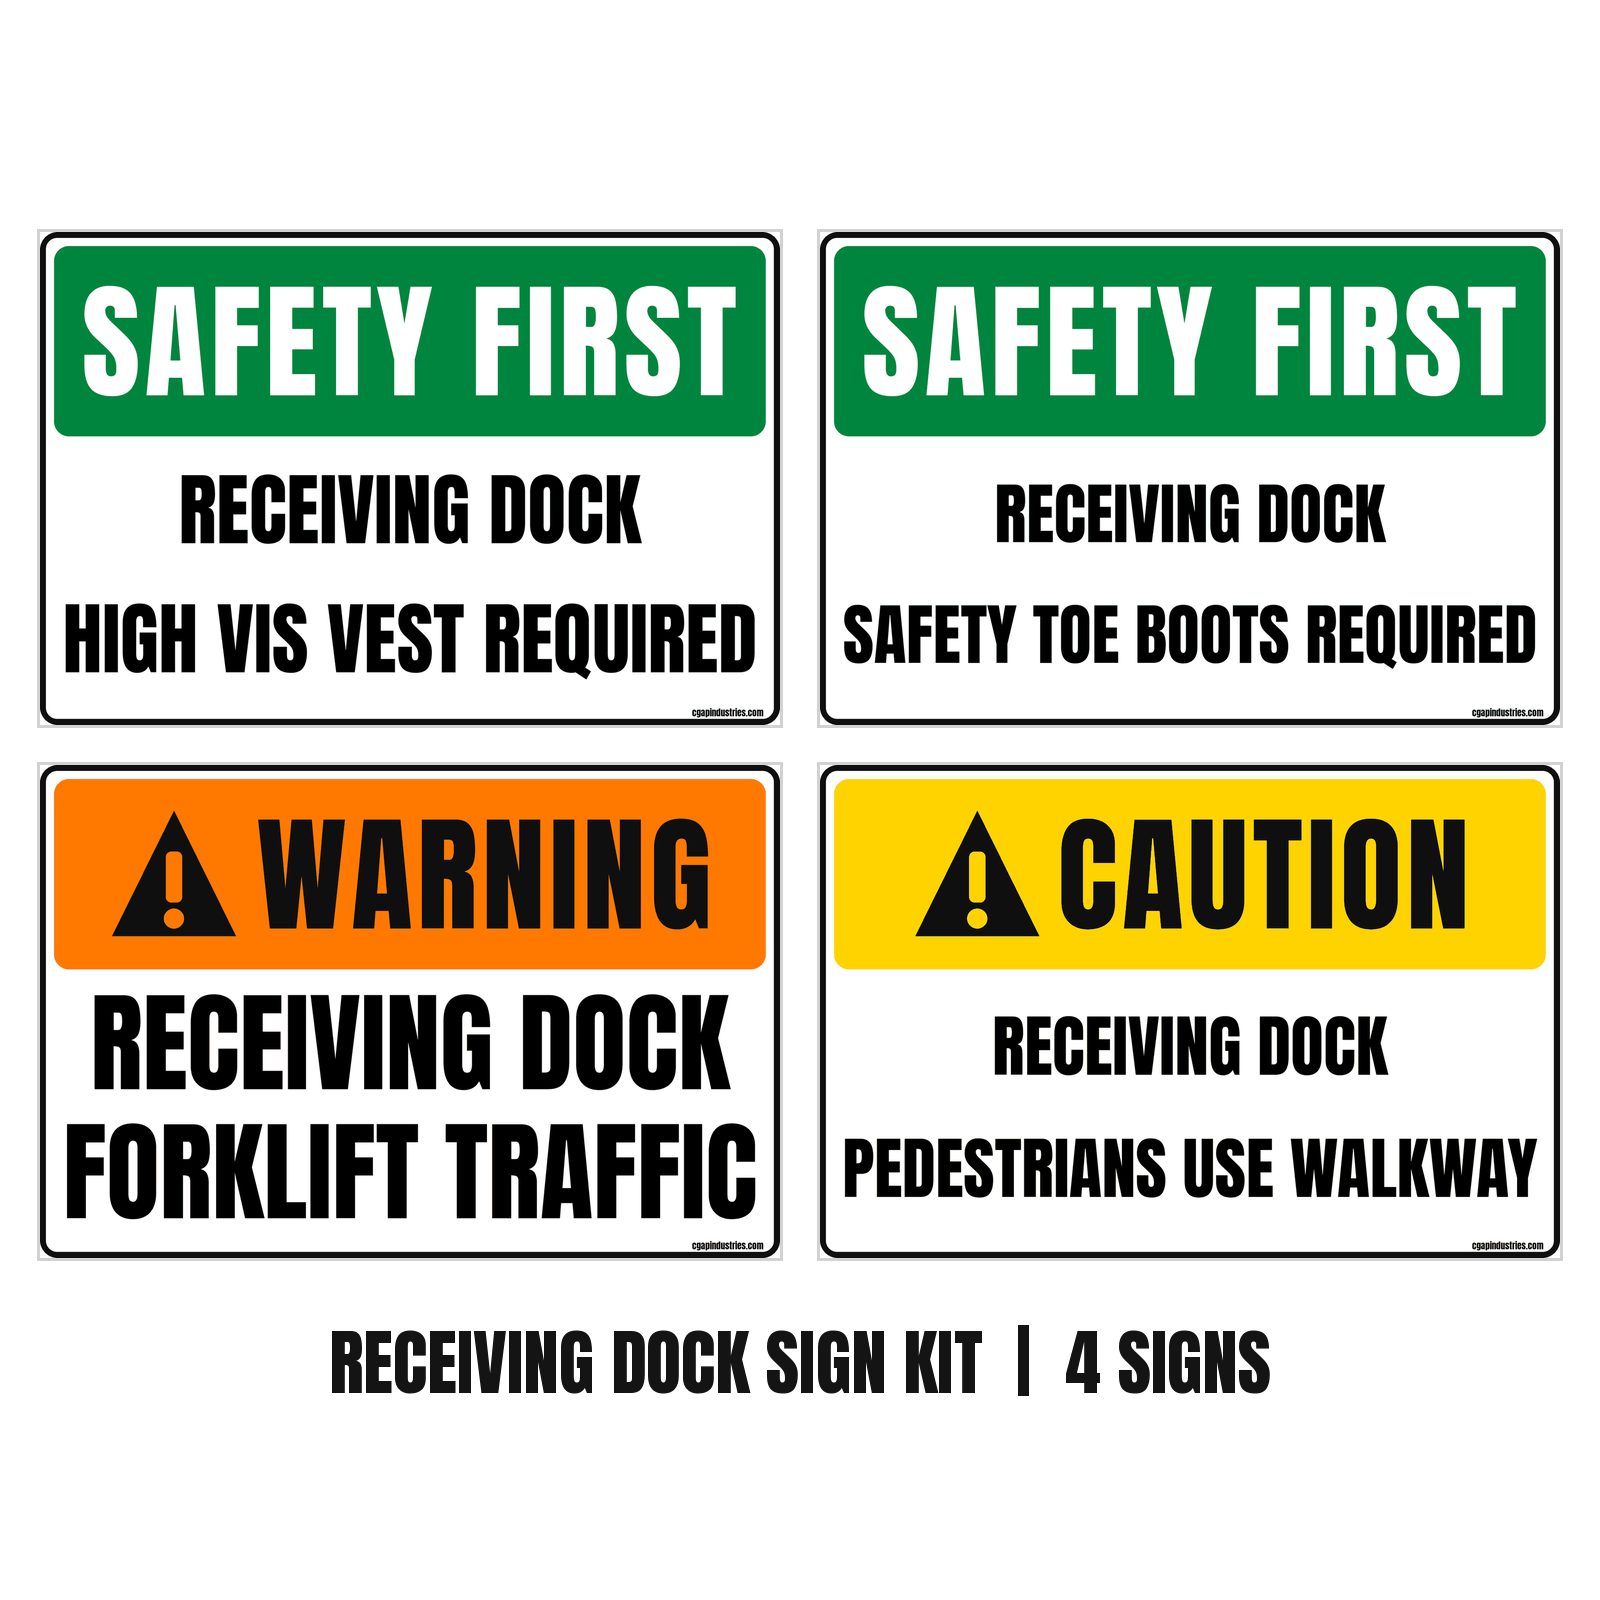 SAFETY FIRST
RECEIVING DOCK
HIGH VIS VEST REQUIRED
cgapindustries.com
SAFETY FIRST
RECEIVING DOCK
SAFETY TOE BOOTS REQUIRED
cgapindustries.com
WARNING
RECEIVING DOCK
FORKLIFT TRAFFIC
cgapindustries.com
CAUTION
RECEIVING DOCK
PEDESTRIANS USE WALKWAY
cgapindustries.com
RECEIVING DOCK SIGN KIT | 4 SIGNS